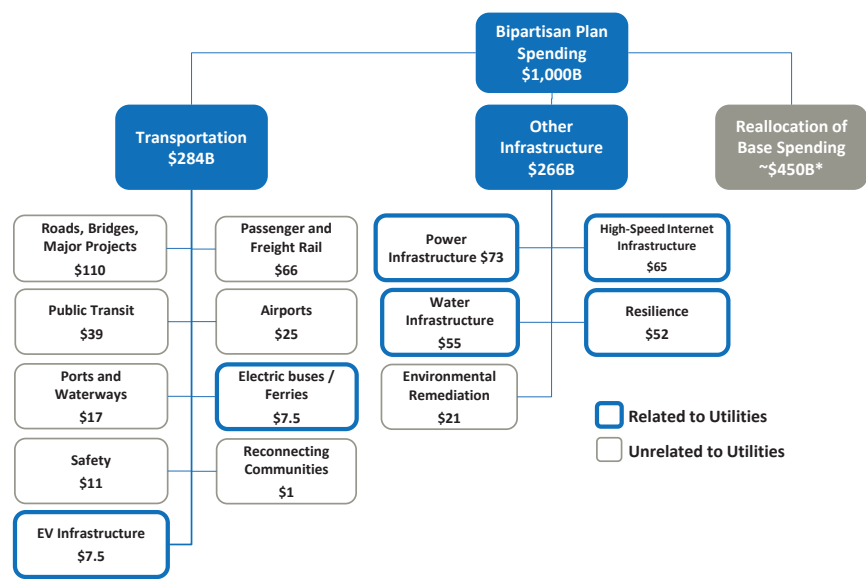 Bipartisan Plan
Spending
$1,000B
Transportation
$284B
Other
Infrastructure
$266B
Reallocation of
Base Spending
~$450B*
Roads, Bridges,
Major Projects
$110
Passenger and
Freight Rail
$66
Public Transit
$39
Airports
$25
Ports and
Waterways
$17
Electric buses /
Ferries
$7.5
Safety
$11
Reconnecting
Communities
$1
EV Infrastructure
$7.5
Power
Infrastructure $73
High-Speed Internet
Infrastructure
$65
Water
Infrastructure
$55
Resilience
$52
Environmental
Remediation
$21
Related to Utilities
Unrelated to Utilities